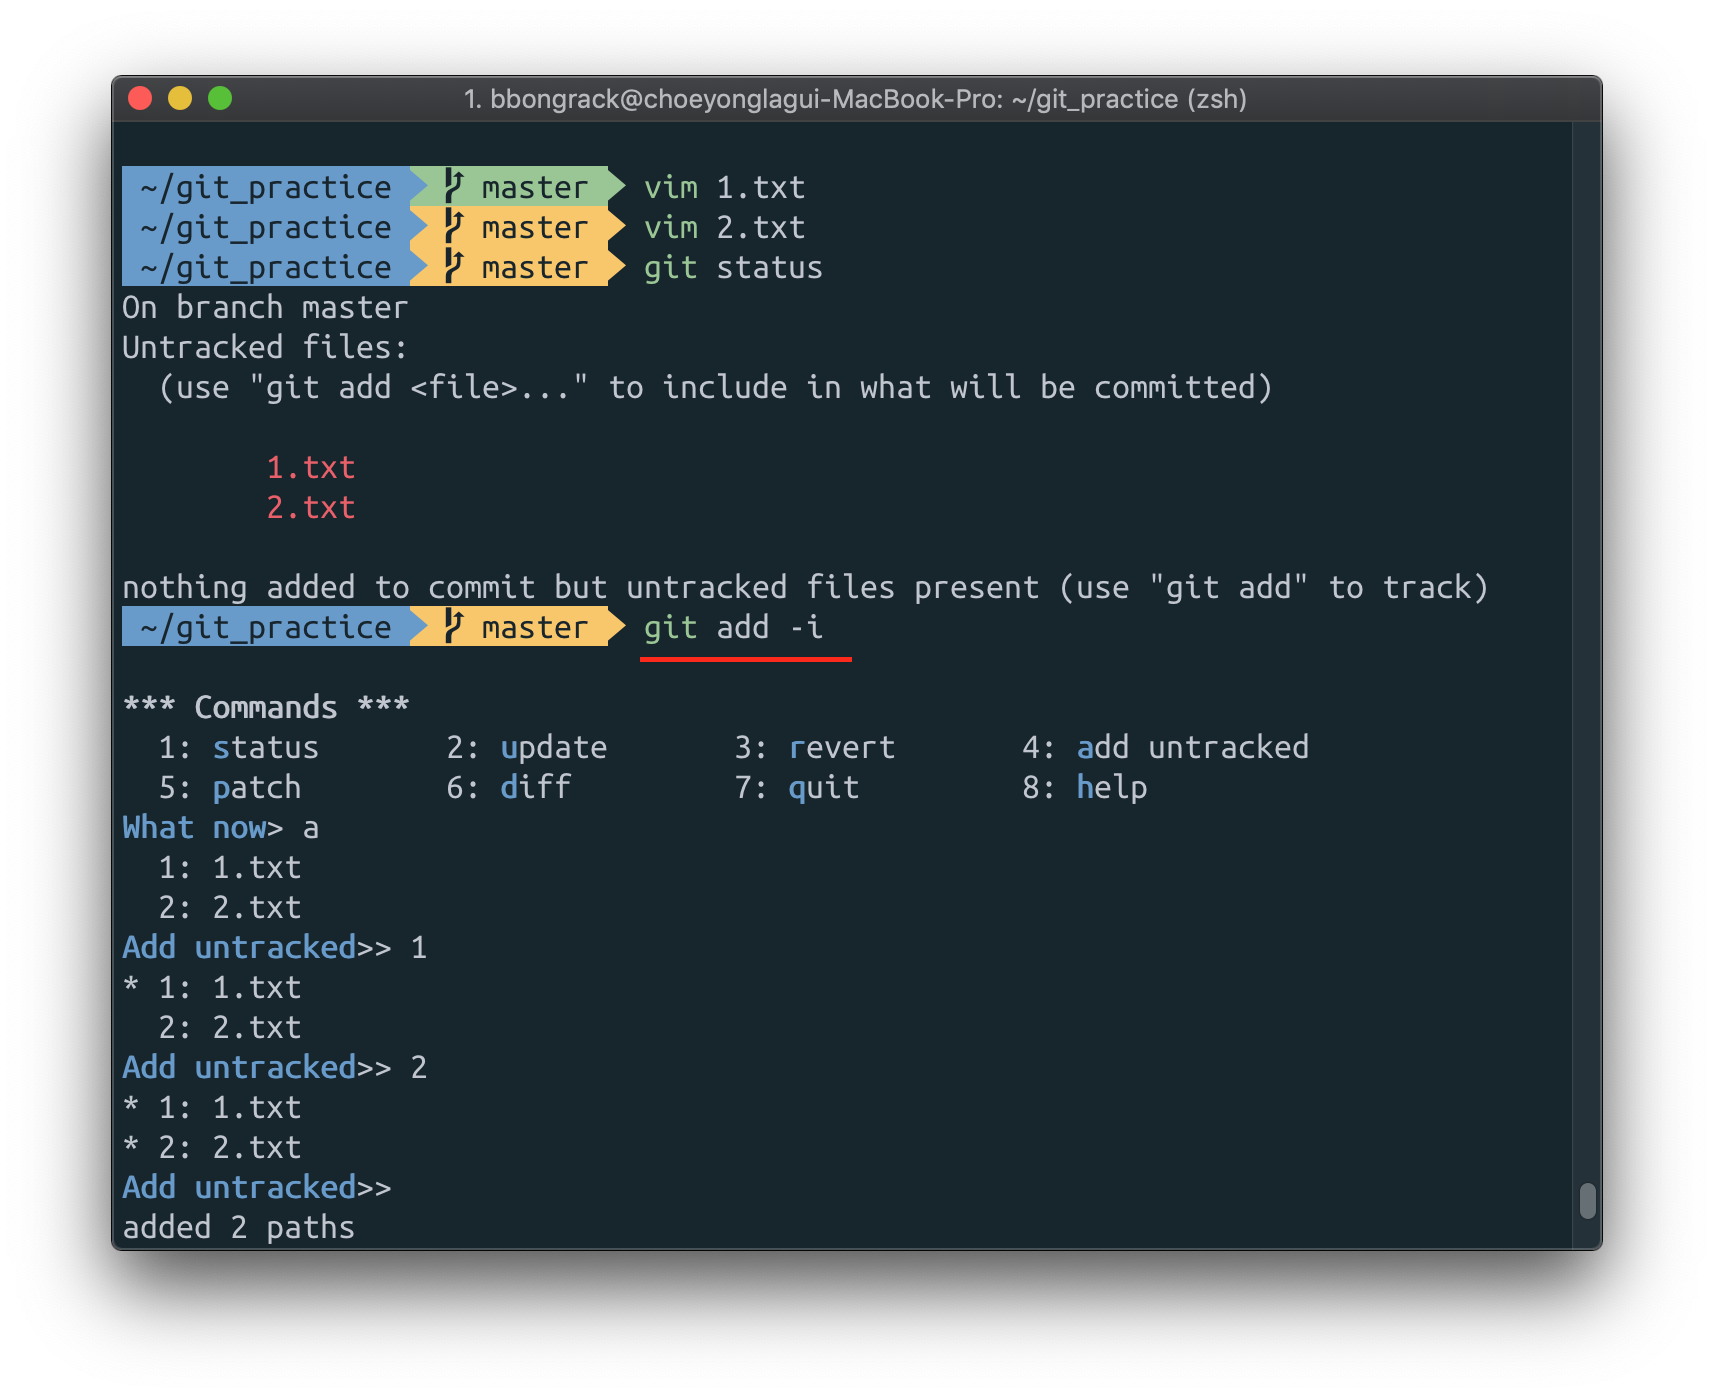 1. bbongrack@choeyonglagui-MacBook-Pro: ~/git_practice (zsh)
~/git_practice master vim 1.txt
~/git_practice master vim 2.txt
~/git_practice master git status
On branch master
Untracked files:
  (use "git add <file>..." to include in what will be committed)
        1.txt
        2.txt
nothing added to commit but untracked files present (use "git add" to track)
~/git_practice master git add -i
*** Commands ***
  1: status       2: update       3: revert       4: add untracked
  5: patch        6: diff         7: quit         8: help
What now> a
  1: 1.txt
  2: 2.txt
Add untracked>> 1
* 1: 1.txt
  2: 2.txt
Add untracked>> 2
* 1: 1.txt
* 2: 2.txt
Add untracked>>
added 2 paths